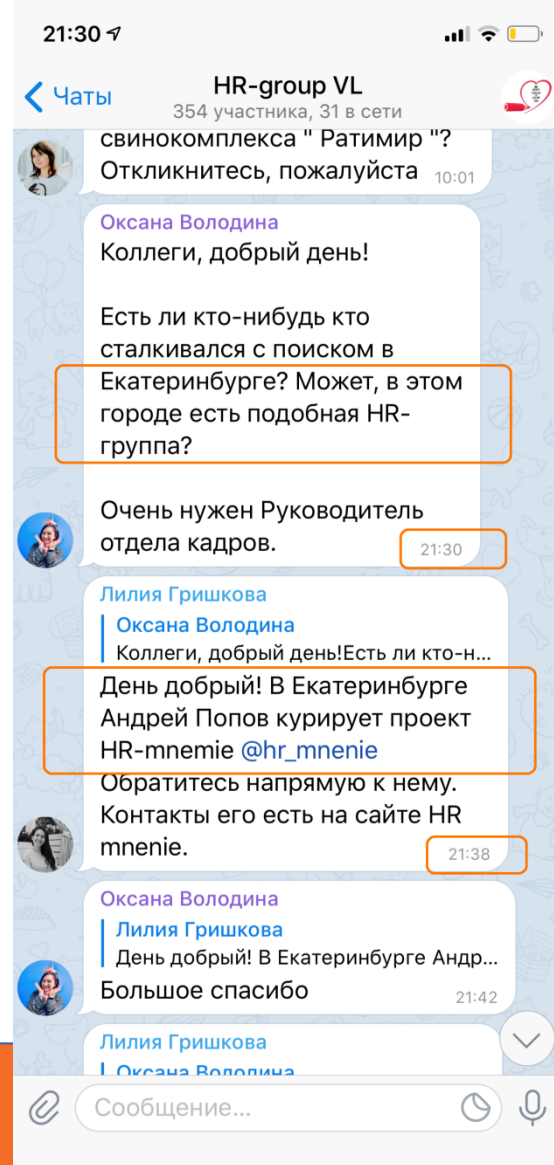 21:30
Чаты
HR-group VL
354 участника, 31 в сети
свинокомплекса " Ратимир "?
Откликнитесь, пожалуйста 10:01
Оксана Володина
Коллеги, добрый день!
Есть ли кто-нибудь кто
сталкивался с поиском в
Екатеринбурге? Может, в этом
городе есть подобная HR-
группа?
Очень нужен Руководитель
отдела кадров. 21:30
Лилия Гришкова
Оксана Володина
Коллеги, добрый день!Есть ли кто-н...
День добрый! В Екатеринбурге
Андрей Попов курирует проект
HR-mnemie @hr_mnenie
Обратитесь напрямую к нему.
Контакты его есть на сайте HR
mnenie. 21:38
Оксана Володина
Лилия Гришкова
День добрый! В Екатеринбурге Андр...
Большое спасибо 21:42
Лилия Гришкова
Оксана Володина
Сообщение...